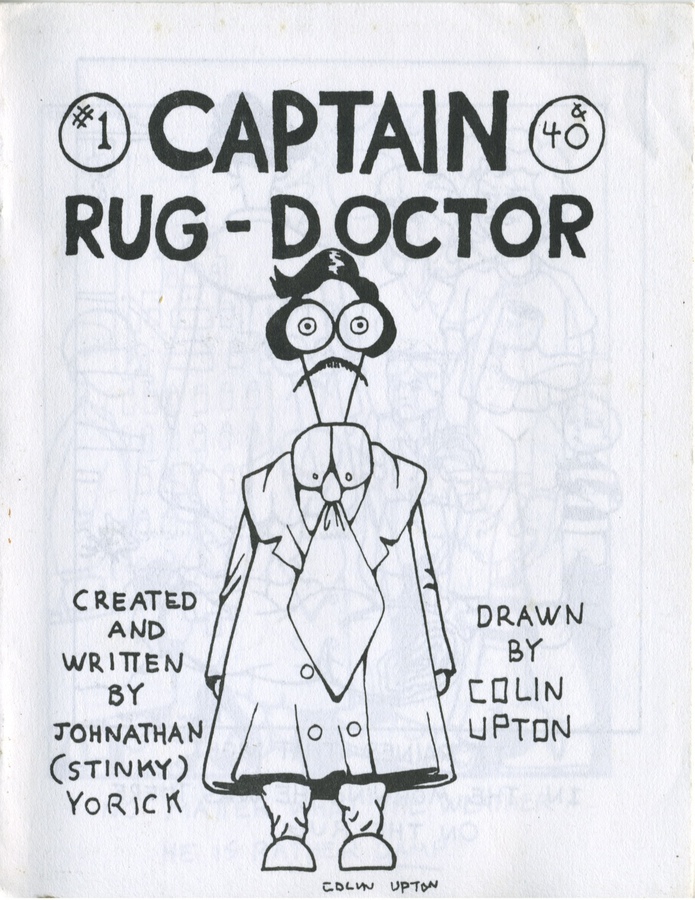 #1 CAPTAIN 40¢
RUG-DOCTOR
CREATED
AND
WRITTEN
BY
JOHNATHAN
(STINKY)
YORICK
DRAWN
BY
COLIN
UPTON
COLIN UPTON